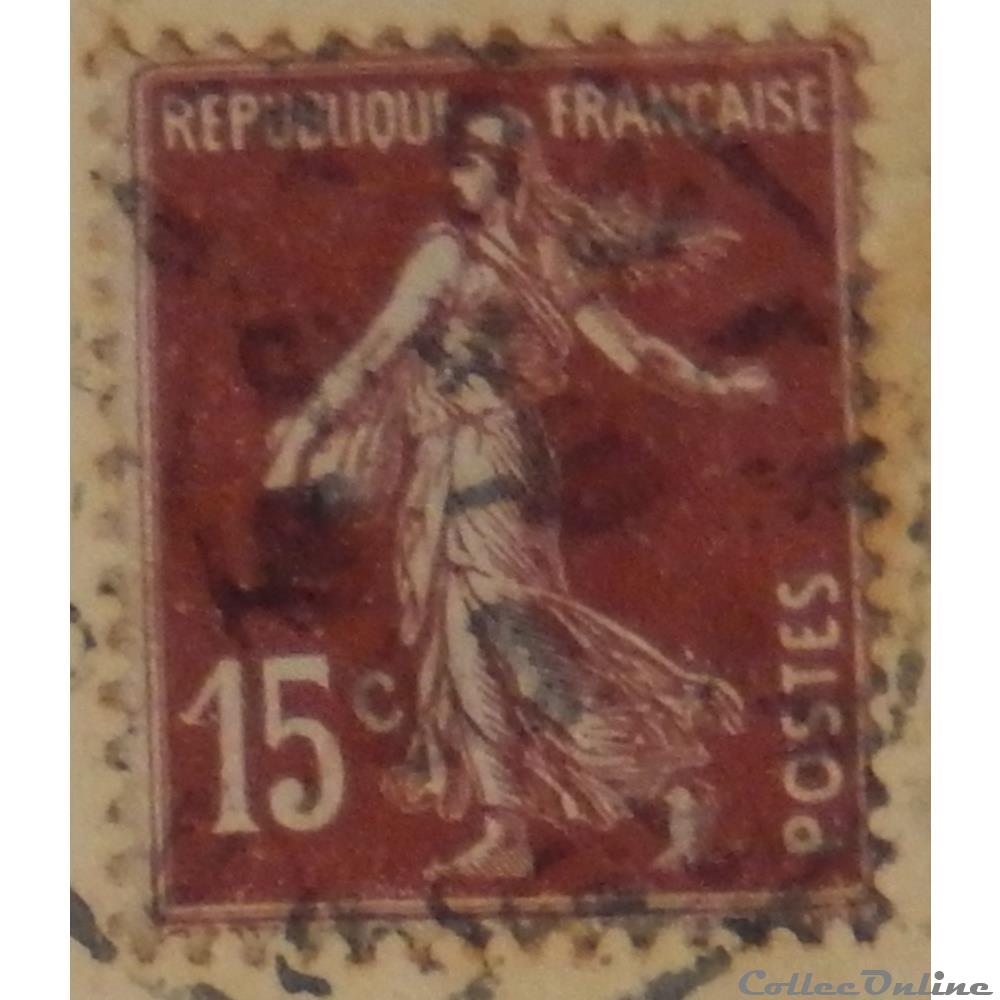 REPUBLIQUE FRANCAISE
15c
POSTES
CollecOnline